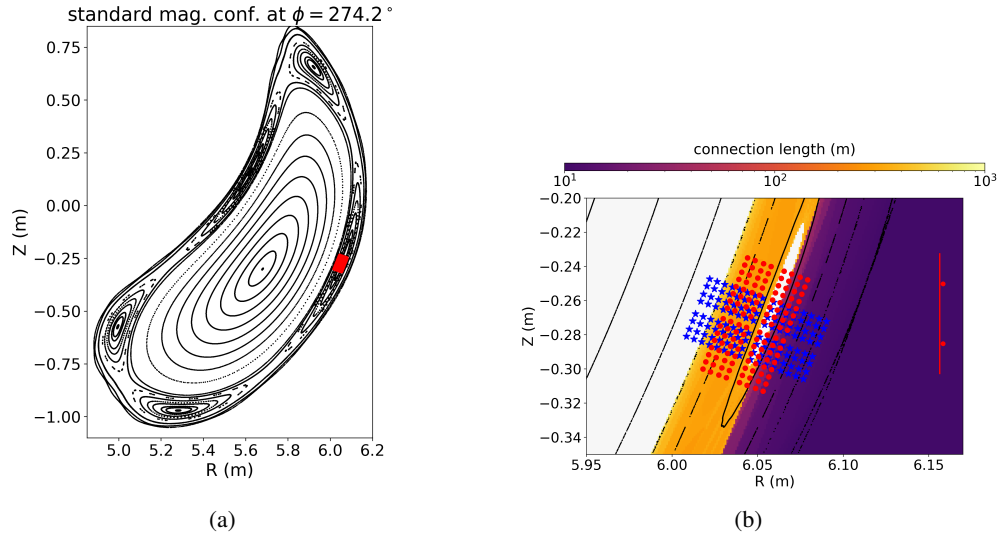 standard mag. conf. at ϕ = 274.2°
0.75
0.50
0.25
0.00
−0.25
−0.50
−0.75
−1.00
Z (m)
5.0 5.2 5.4 5.6 5.8 6.0 6.2
R (m)
(a)
connection length (m)
10¹ 10² 10³
−0.20
−0.22
−0.24
−0.26
−0.28
−0.30
−0.32
−0.34
Z (m)
5.95 6.00 6.05 6.10 6.15
R (m)
(b)